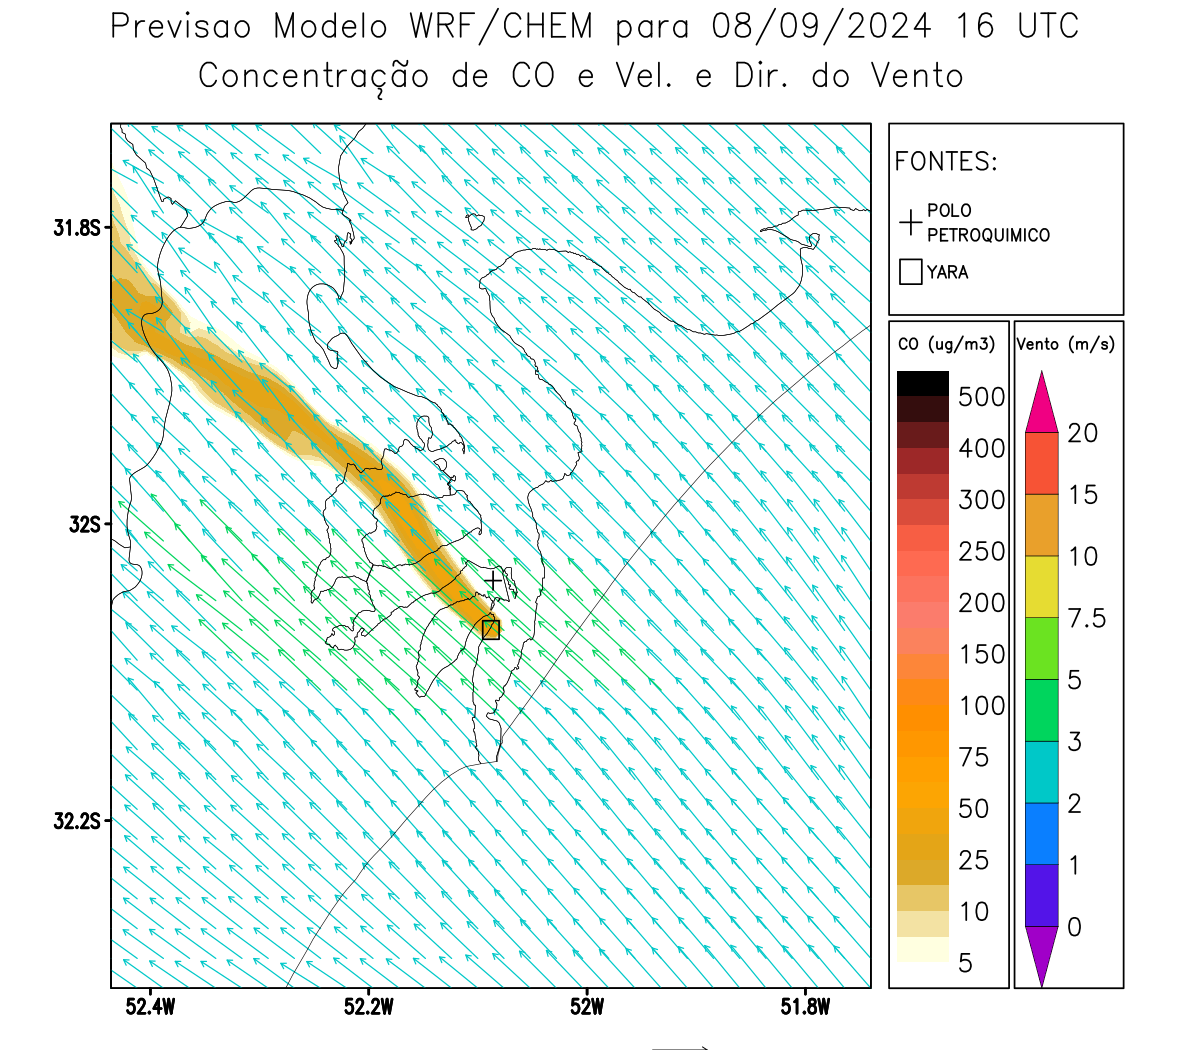 Previsao Modelo WRF/CHEM para 08/09/2024 16 UTC
Concentração de CO e Vel. e Dir. do Vento
FONTES:
POLO
PETROQUIMICO
YARA
31.8S
32S
32.2S
52.4W
52.2W
52W
51.8W
CO (ug/m3)
500
400
300
250
200
150
100
75
50
25
10
5
Vento (m/s)
20
15
10
7.5
5
3
2
1
0